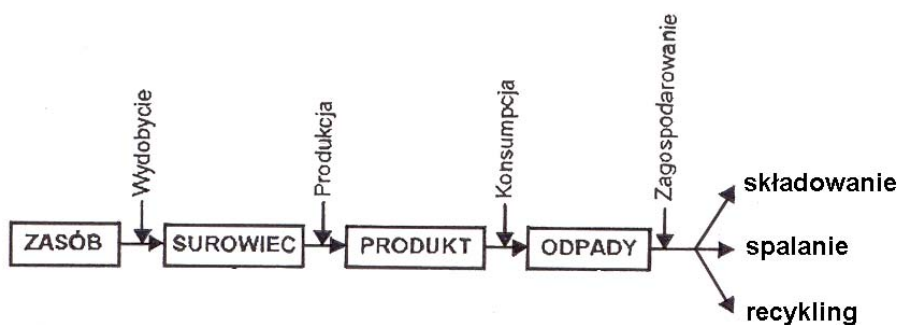 Wydobycie
Produkcja
Konsumpcja
Zagospodarowanie
składowanie
ZASÓB
SUROWIEC
PRODUKT
ODPADY
spalanie
recykling